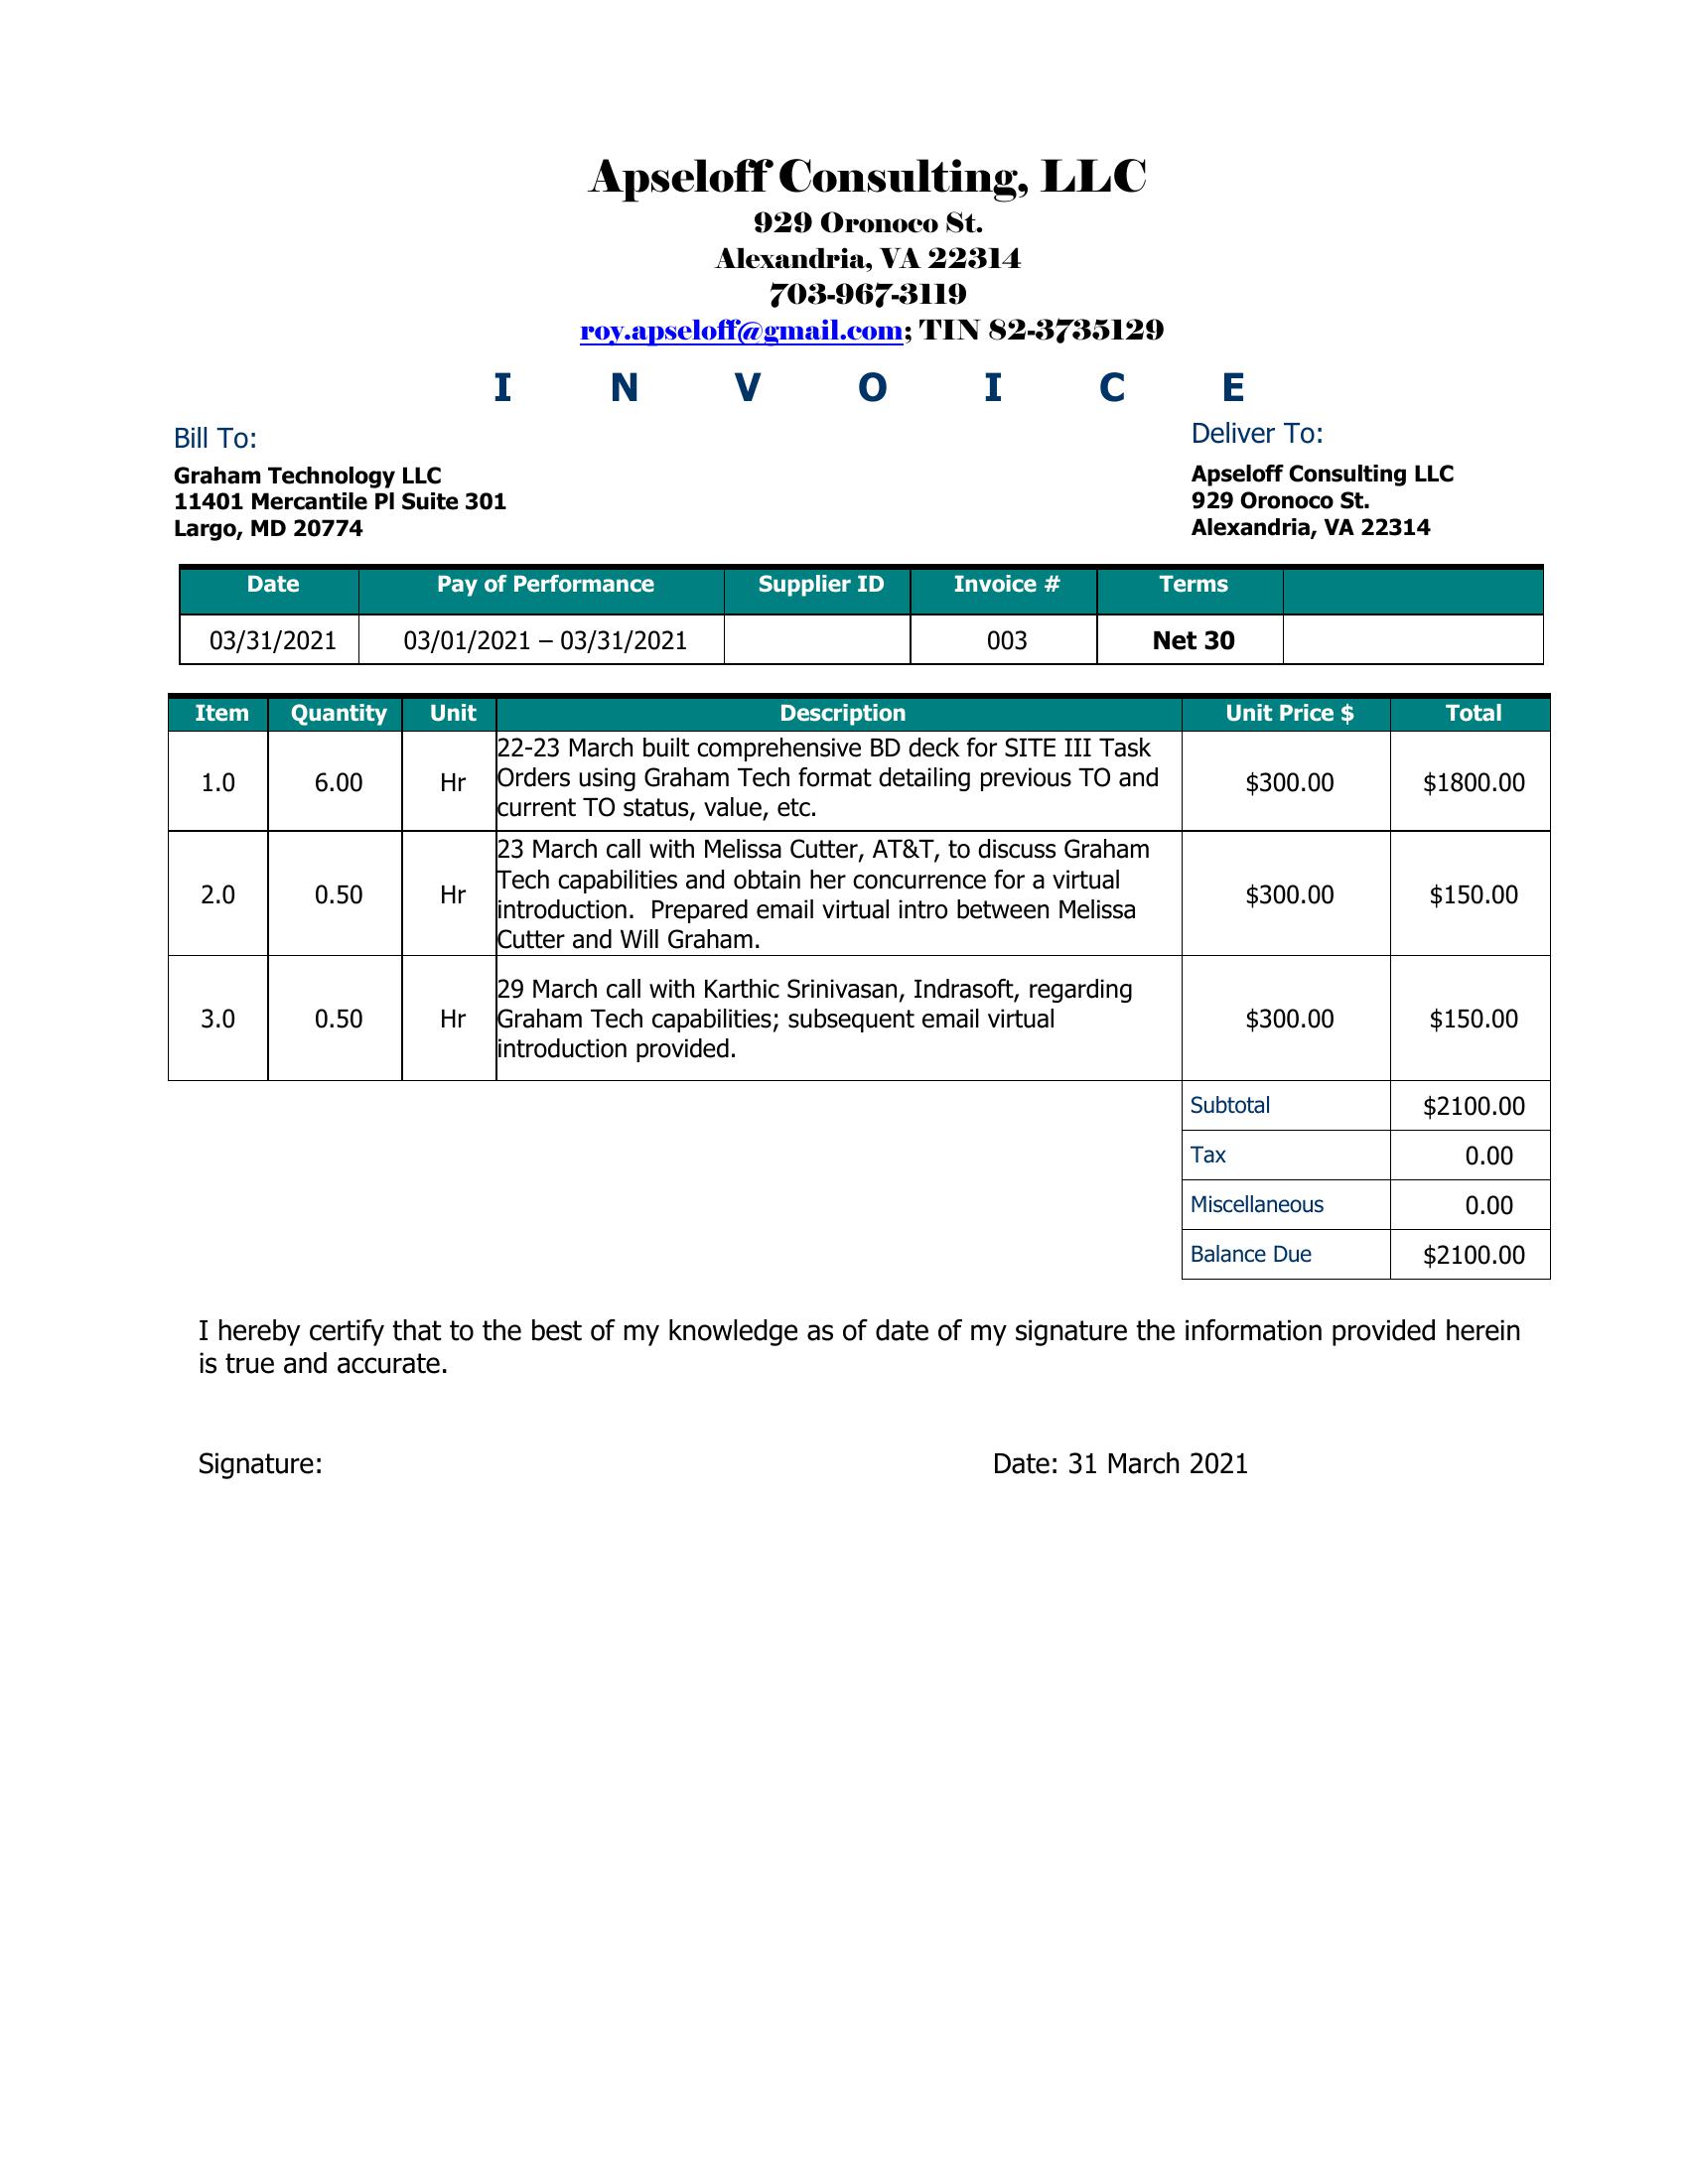 Apseloff Consulting, LLC
929 Oronoco St.
Alexandria, VA 22314
703-967-3119
roy.apseloff@gmail.com; TIN 82-3735129
I N V O I C E
Bill To:
Graham Technology LLC
11401 Mercantile Pl Suite 301
Largo, MD 20774
Deliver To:
Apseloff Consulting LLC
929 Oronoco St.
Alexandria, VA 22314
Date Pay of Performance Supplier ID Invoice # Terms
03/31/2021 03/01/2021 – 03/31/2021 003 Net 30
Item Quantity Unit Description Unit Price $ Total
22-23 March built comprehensive BD deck for SITE III Task
1.0 6.00 Hr Orders using Graham Tech format detailing previous TO and $300.00 $1800.00
current TO status, value, etc.
23 March call with Melissa Cutter, AT&T, to discuss Graham
Tech capabilities and obtain her concurrence for a virtual
2.0 0.50 Hr introduction.  Prepared email virtual intro between Melissa $300.00 $150.00
Cutter and Will Graham.
29 March call with Karthic Srinivasan, Indrasoft, regarding
3.0 0.50 Hr Graham Tech capabilities; subsequent email virtual $300.00 $150.00
introduction provided.
Subtotal $2100.00
Tax 0.00
Miscellaneous 0.00
Balance Due $2100.00
I hereby certify that to the best of my knowledge as of date of my signature the information provided herein
is true and accurate.
Signature: Date: 31 March 2021